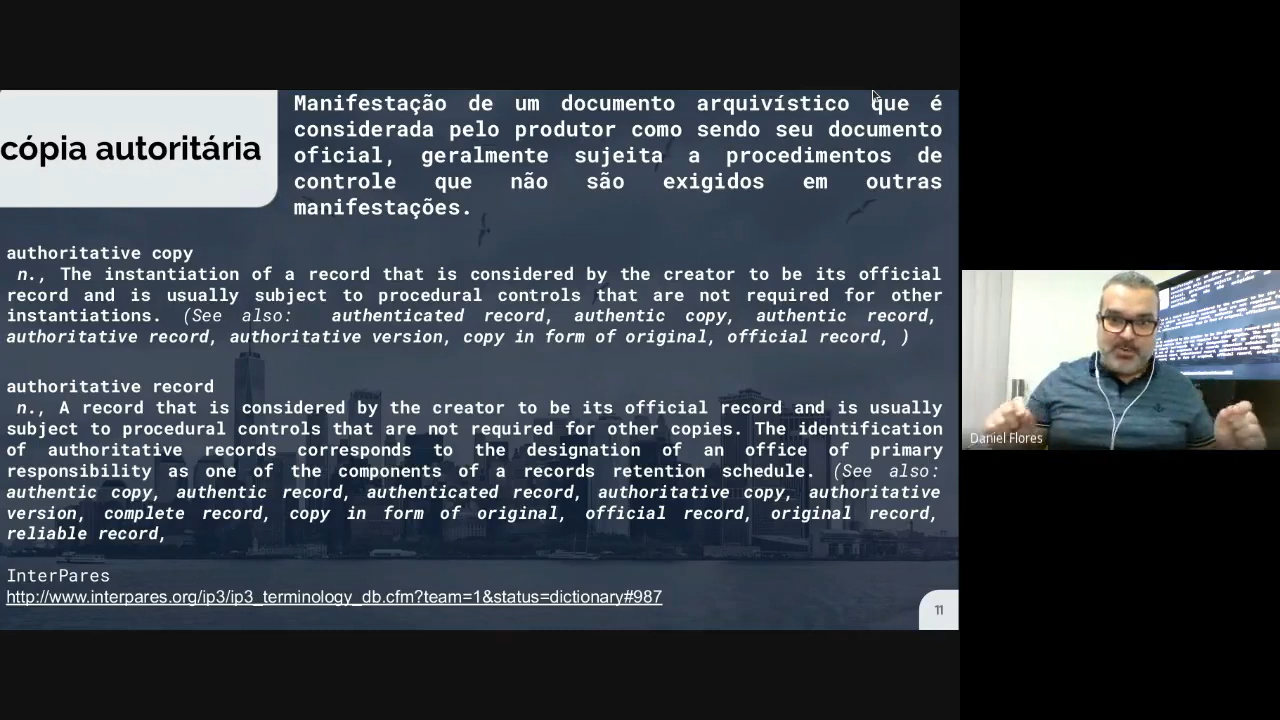 cópia autoritária
Manifestação de um documento arquivístico que é
considerada pelo produtor como sendo seu documento
oficial, geralmente sujeita a procedimentos de
controle que não são exigidos em outras
manifestações.
authoritative copy
n., The instantiation of a record that is considered by the creator to be its official
record and is usually subject to procedural controls that are not required for other
instantiations. (See also: authenticated record, authentic copy, authentic record,
authoritative record, authoritative version, copy in form of original, official record, )
authoritative record
n., A record that is considered by the creator to be its official record and is usually
subject to procedural controls that are not required for other copies. The identification
of authoritative records corresponds to the designation of an office of primary
responsibility as one of the components of a records retention schedule. (See also:
authentic copy, authentic record, authenticated record, authoritative copy, authoritative
version, complete record, copy in form of original, official record, original record,
reliable record,
InterPares
http://www.interpares.org/ip3/ip3_terminology_db.cfm?team=1&status=dictionary#987
11
Daniel Flores